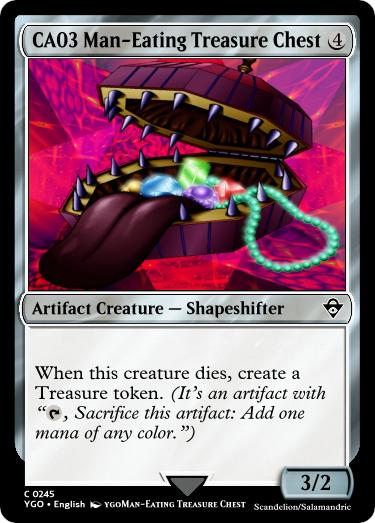 CA03 Man-Eating Treasure Chest 4
Artifact Creature — Shapeshifter
When this creature dies, create a
Treasure token. (It's an artifact with
“, Sacrifice this artifact: Add one
mana of any color.”)
3/2
C 0245
YGO • English ygoMan-Eating Treasure Chest
Scandelion/Salamandric